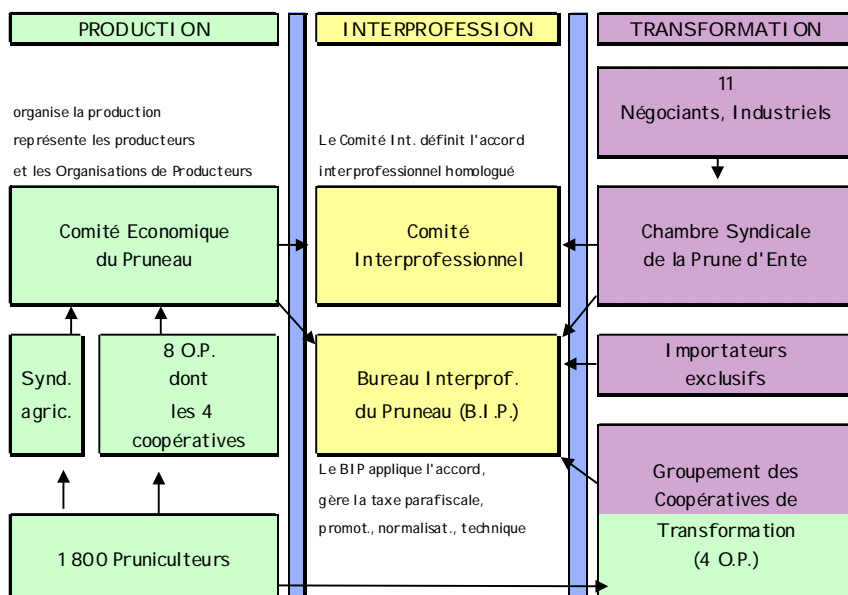 PRODUCTION
organise la production
représente les producteurs
et les Organisations de Producteurs
Comité Economique
du Pruneau
Synd.
agric.
8 O.P.
dont
les 4
coopératives
1 800 Pruniculteurs
INTERPROFESSION
Le Comité Int. définit l'accord
interprofessionnel homologué
Comité
Interprofessionnel
Bureau Interprof.
du Pruneau (B.I.P.)
Le BIP applique l'accord,
gère la taxe parafiscale,
promot., normalisat., technique
TRANSFORMATION
11
Négociants, Industriels
Chambre Syndicale
de la Prune d'Ente
Importateurs
exclusifs
Groupement des
Coopératives de
Transformation
(4 O.P.)